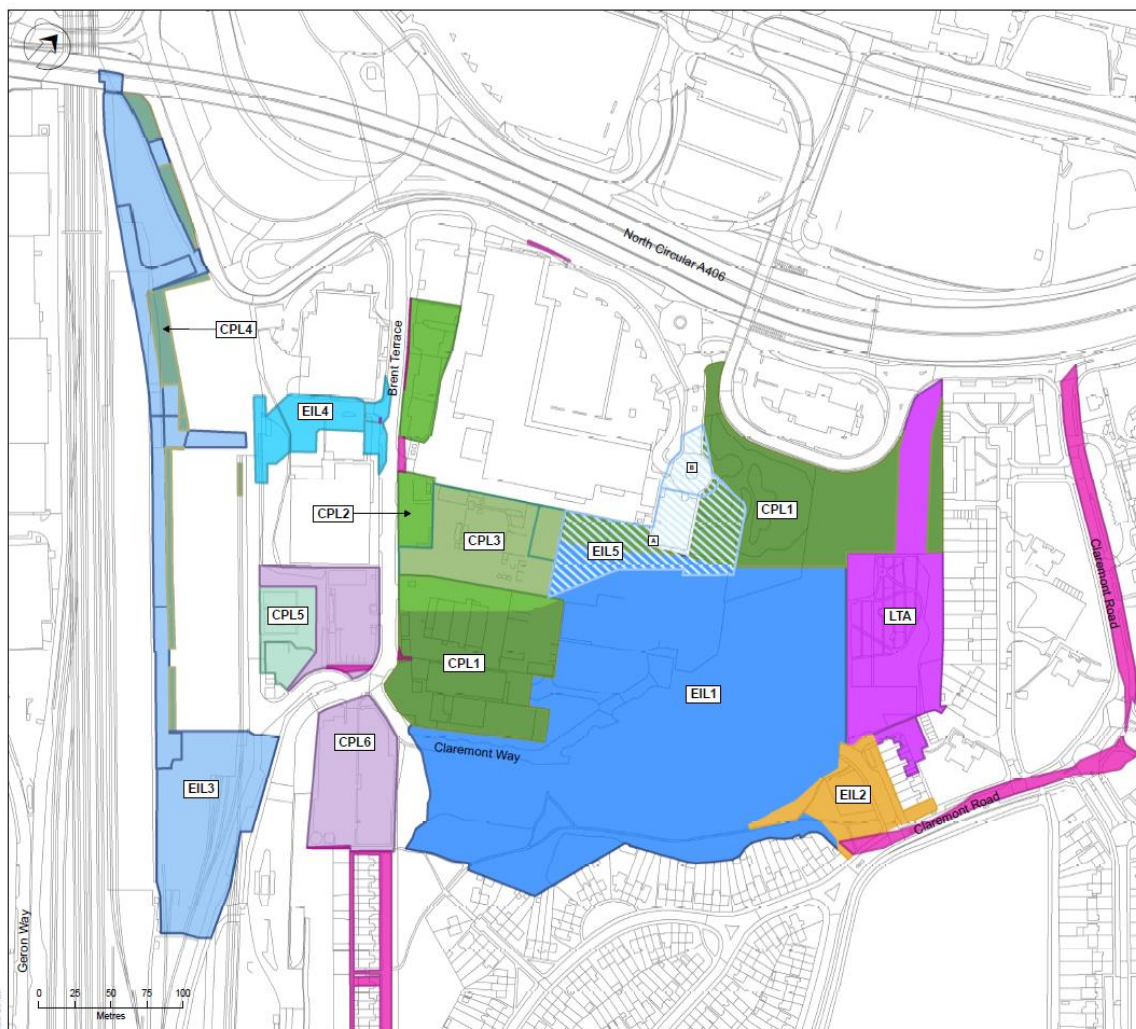 North Circular A406
CPL4
Brent Terrace
EIL4
B
CPL2
CPL1
CPL3
A
EIL5
Claremont Road
CPL5
LTA
CPL1
EIL1
CPL6
Claremont Way
EIL3
EIL2
Claremont Road
Geron Way
0 25 50 75 100
Metres